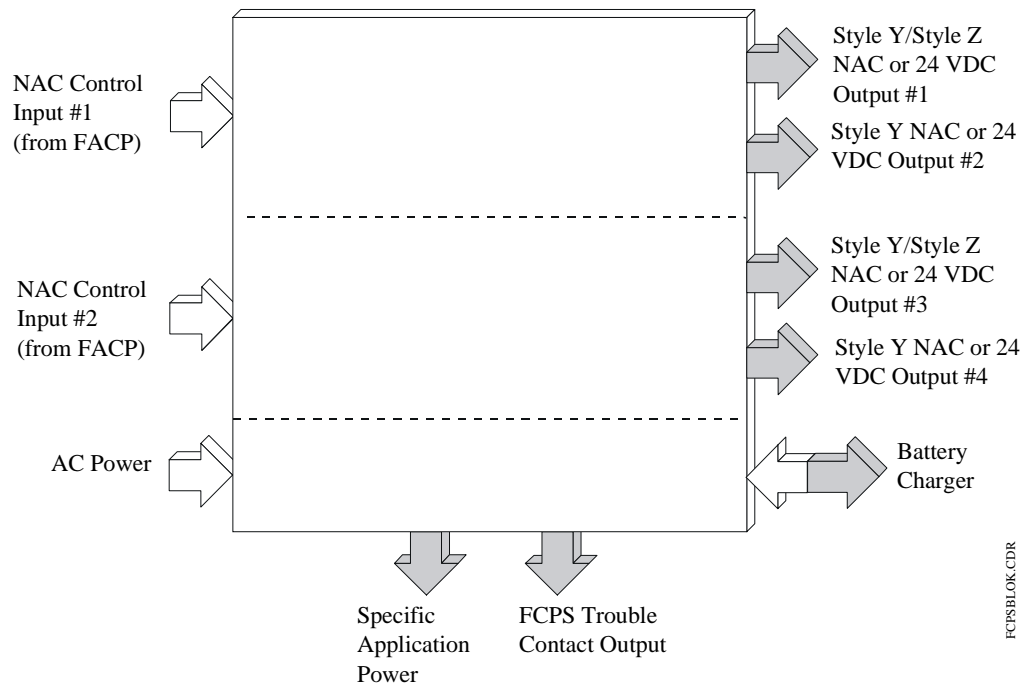 NAC Control
Input #1
(from FACP)
Style Y/Style Z
NAC or 24 VDC
Output #1
Style Y NAC or 24
VDC Output #2
NAC Control
Input #2
(from FACP)
Style Y/Style Z
NAC or 24 VDC
Output #3
Style Y NAC or 24
VDC Output #4
AC Power
Battery
Charger
Specific
Application
Power
FCPS Trouble
Contact Output
FCPSBLOK.CDR